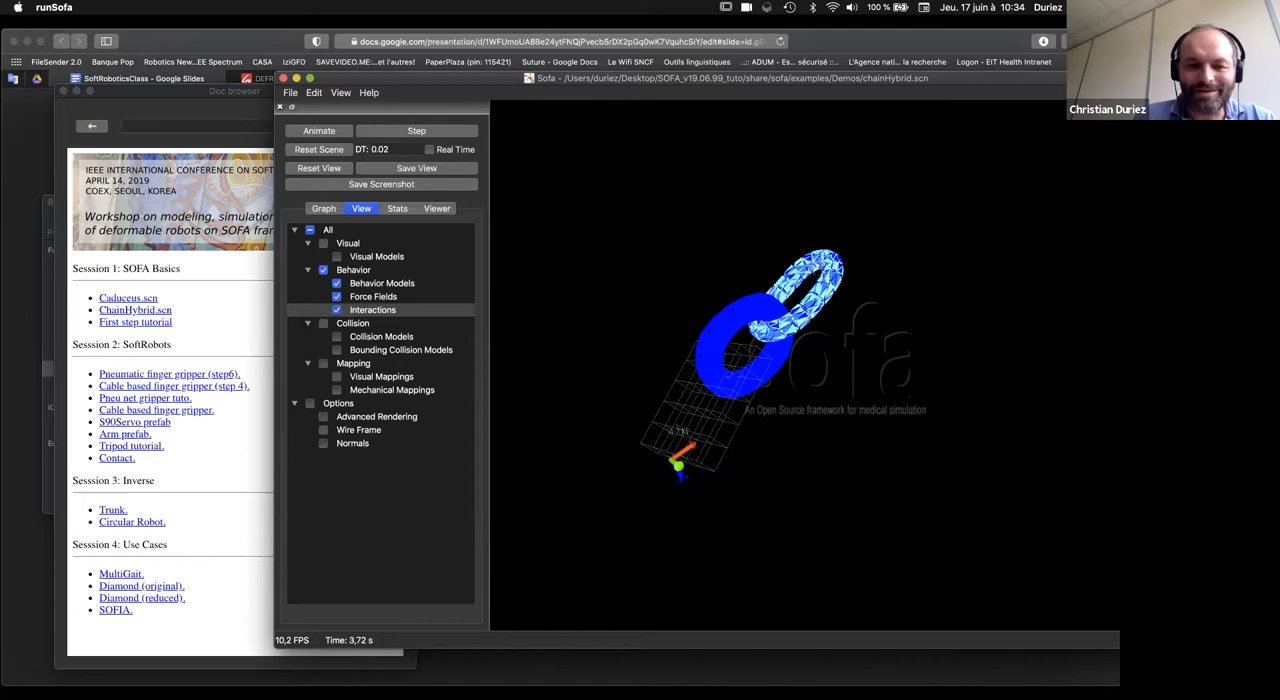 runSofa
100 %
Jeu. 17 juin à 10:34
Duriez
docs.google.com/presentation/d/1WFUmoUA8Be24ytFNQjPvecbSrDX2pGq0wK7VquhcSiY/edit#slide=id.g5
FileSender 2.0
Banque Pop
Robotics NEW EES Document
CASA
IziGFD
SAVEVIDEO.ME: et l'autres!
PaperPlaza (pin: 115421)
Suture - Google Docs
Le Wifi SNCF
Outils linguistiques
:: ADUM - Es... sécurisé ::.
L'Agence natu... la recherche
Logon - EIT Health Intranet
SoftRoboticsClass - Google Slides
DEFR
Christian Duriez
Doc browser
Sofa - /Users/duriez/Desktop/SOFA_v19.06.99_tuto/share/sofa/examples/Demos/chainHybrid.scn
File
Edit
View
Help
Animate
Step
Reset Scene
DT: 0.02
Real Time
Reset View
Save View
Save Screenshot
Graph
View
Stats
Viewer
All
Visual
Visual Models
Behavior
Behavior Models
Force Fields
Interactions
Collision
Collision Models
Bounding Collision Models
Mapping
Visual Mappings
Mechanical Mappings
Options
Advanced Rendering
Wire Frame
Normals
IEEE INTERNATIONAL CONFERENCE ON SOFT
APRIL 14, 2019
COEX, SEOUL, KOREA
Workshop on modeling, simulation
of deformable robots on SOFA fram
Sesssion 1: SOFA Basics
Caduceus.scn
ChainHybrid.scn
First step tutorial
Sesssion 2: SoftRobots
Pneumatic finger gripper (step6).
Cable based finger gripper (step 4).
Pneu net gripper tuto.
Cable based finger gripper.
S90Servo prefab
Arm prefab.
Tripod tutorial.
Contact.
Sesssion 3: Inverse
Trunk.
Circular Robot.
Sesssion 4: Use Cases
MultiGait.
Diamond (original).
Diamond (reduced).
SOFIA.
sofa
An Open Source framework for medical simulation
10,2 FPS
Time: 3,72 s